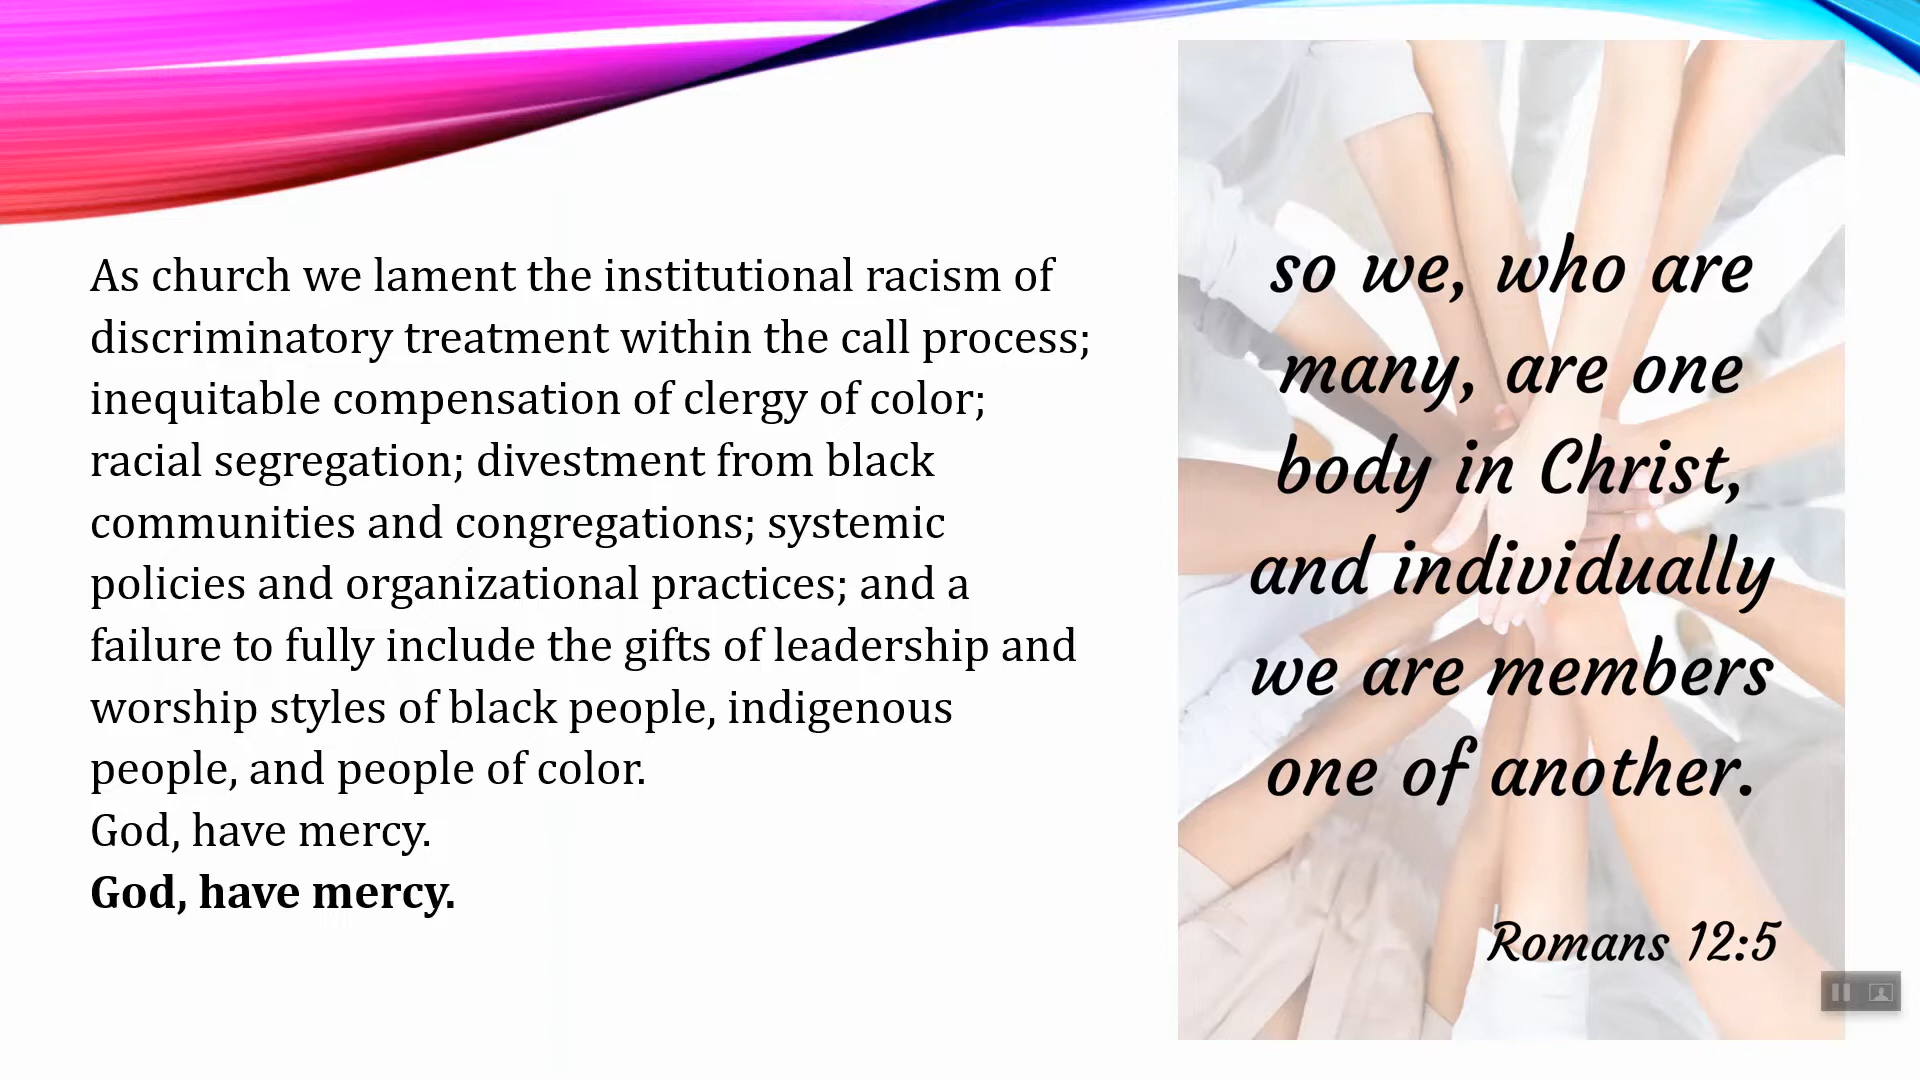 As church we lament the institutional racism of
discriminatory treatment within the call process;
inequitable compensation of clergy of color;
racial segregation; divestment from black
communities and congregations; systemic
policies and organizational practices; and a
failure to fully include the gifts of leadership and
worship styles of black people, indigenous
people, and people of color.
God, have mercy.
God, have mercy.
so we, who are
many, are one
body in Christ,
and individually
we are members
one of another.
Romans 12:5